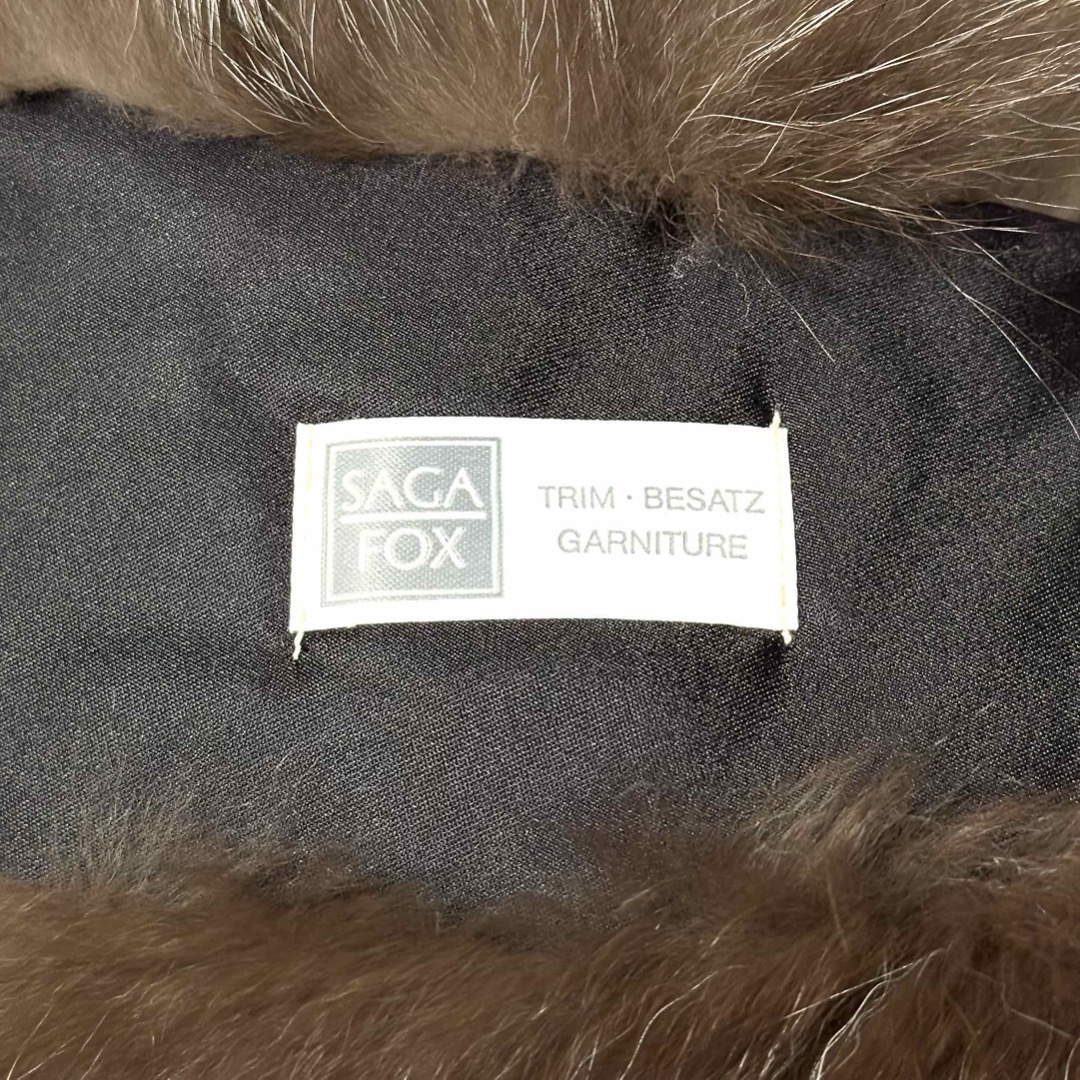 SAGA
FOX
TRIM · BESATZ
GARNITURE